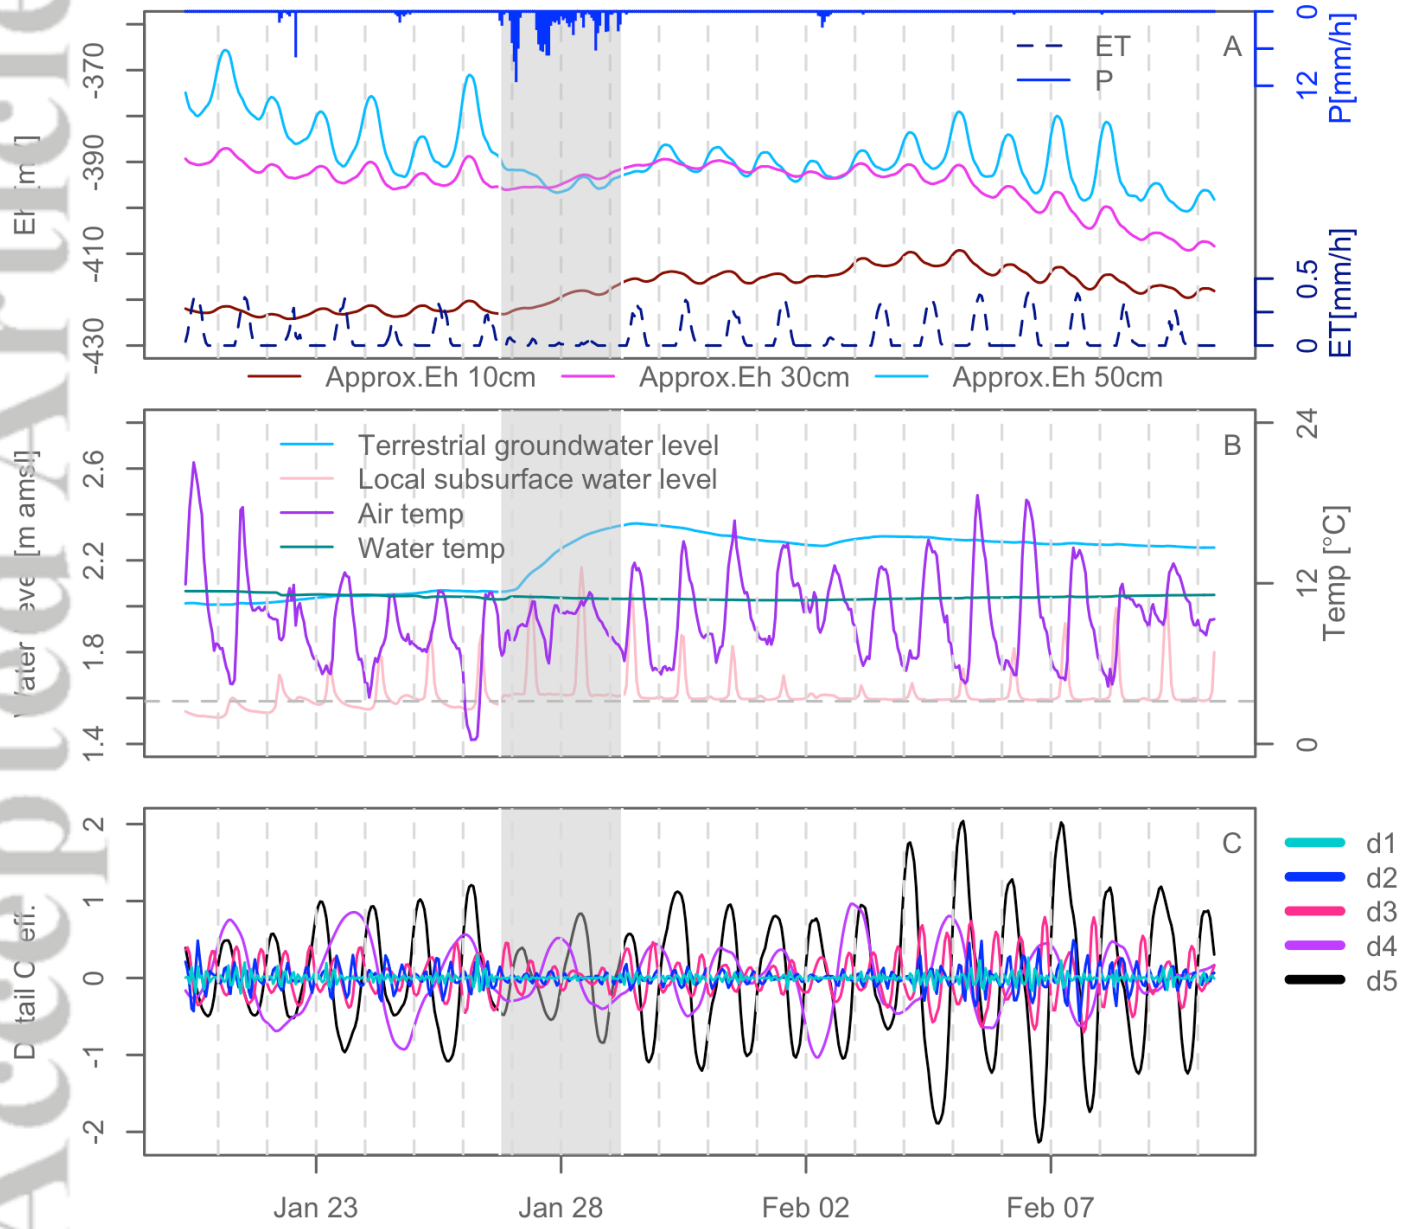 Accepted Article
-370
-390
-410
-430
ET
P
A
0
12
P[mm/h]
0.5
0
ET[mm/h]
Approx.Eh 10cm
Approx.Eh 30cm
Approx.Eh 50cm
2.6
2.2
1.8
1.4
Terrestrial groundwater level
Local subsurface water level
Air temp
Water temp
B
24
12
0
Temp [°C]
[m amsl]
2
1
0
-1
-2
C
d1
d2
d3
d4
d5
Jan 23
Jan 28
Feb 02
Feb 07